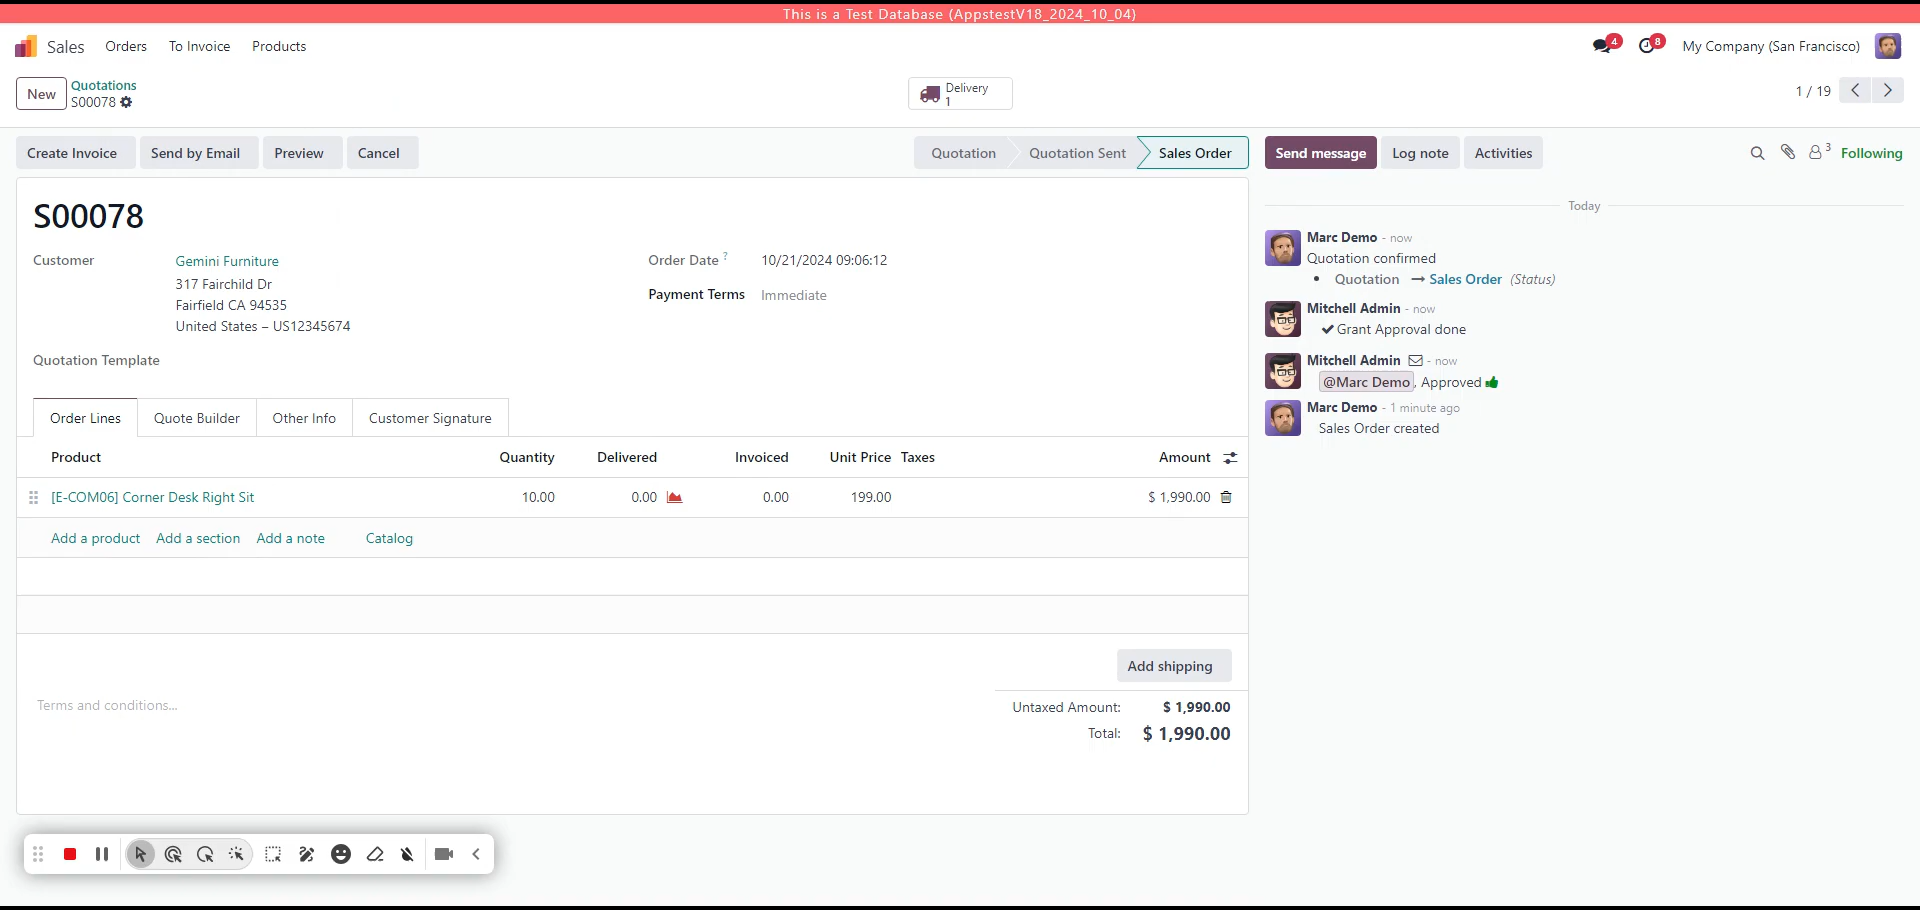 This is a Test Database (AppstestV18_2024_10_04)
Sales Orders To Invoice Products
4 8 My Company (San Francisco)
New Quotations
S00078
Delivery
1
1 / 19
Create Invoice Send by Email Preview Cancel
Quotation Quotation Sent Sales Order
Send message Log note Activities
3 Following
S00078
Customer Gemini Furniture
317 Fairchild Dr
Fairfield CA 94535
United States – US12345674
Order Date ? 10/21/2024 09:06:12
Payment Terms Immediate
Quotation Template
Order Lines Quote Builder Other Info Customer Signature
Product Quantity Delivered Invoiced Unit Price Taxes Amount
[E-COM06] Corner Desk Right Sit 10.00 0.00 0.00 199.00 $ 1,990.00
Add a product Add a section Add a note Catalog
Add shipping
Terms and conditions...
Untaxed Amount: $ 1,990.00
Total: $ 1,990.00
Today
Marc Demo - now
Quotation confirmed
• Quotation → Sales Order (Status)
Mitchell Admin - now
Grant Approval done
Mitchell Admin - now
@Marc Demo, Approved
Marc Demo - 1 minute ago
Sales Order created